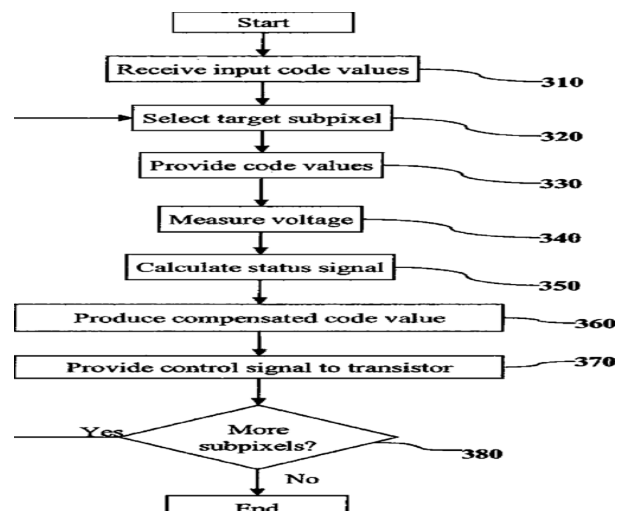 Start
Receive input code values
310
Select target subpixel
320
Provide code values
330
Measure voltage
340
Calculate status signal
350
Produce compensated code value
360
Provide control signal to transistor
370
Yes
More
subpixels?
380
No
End